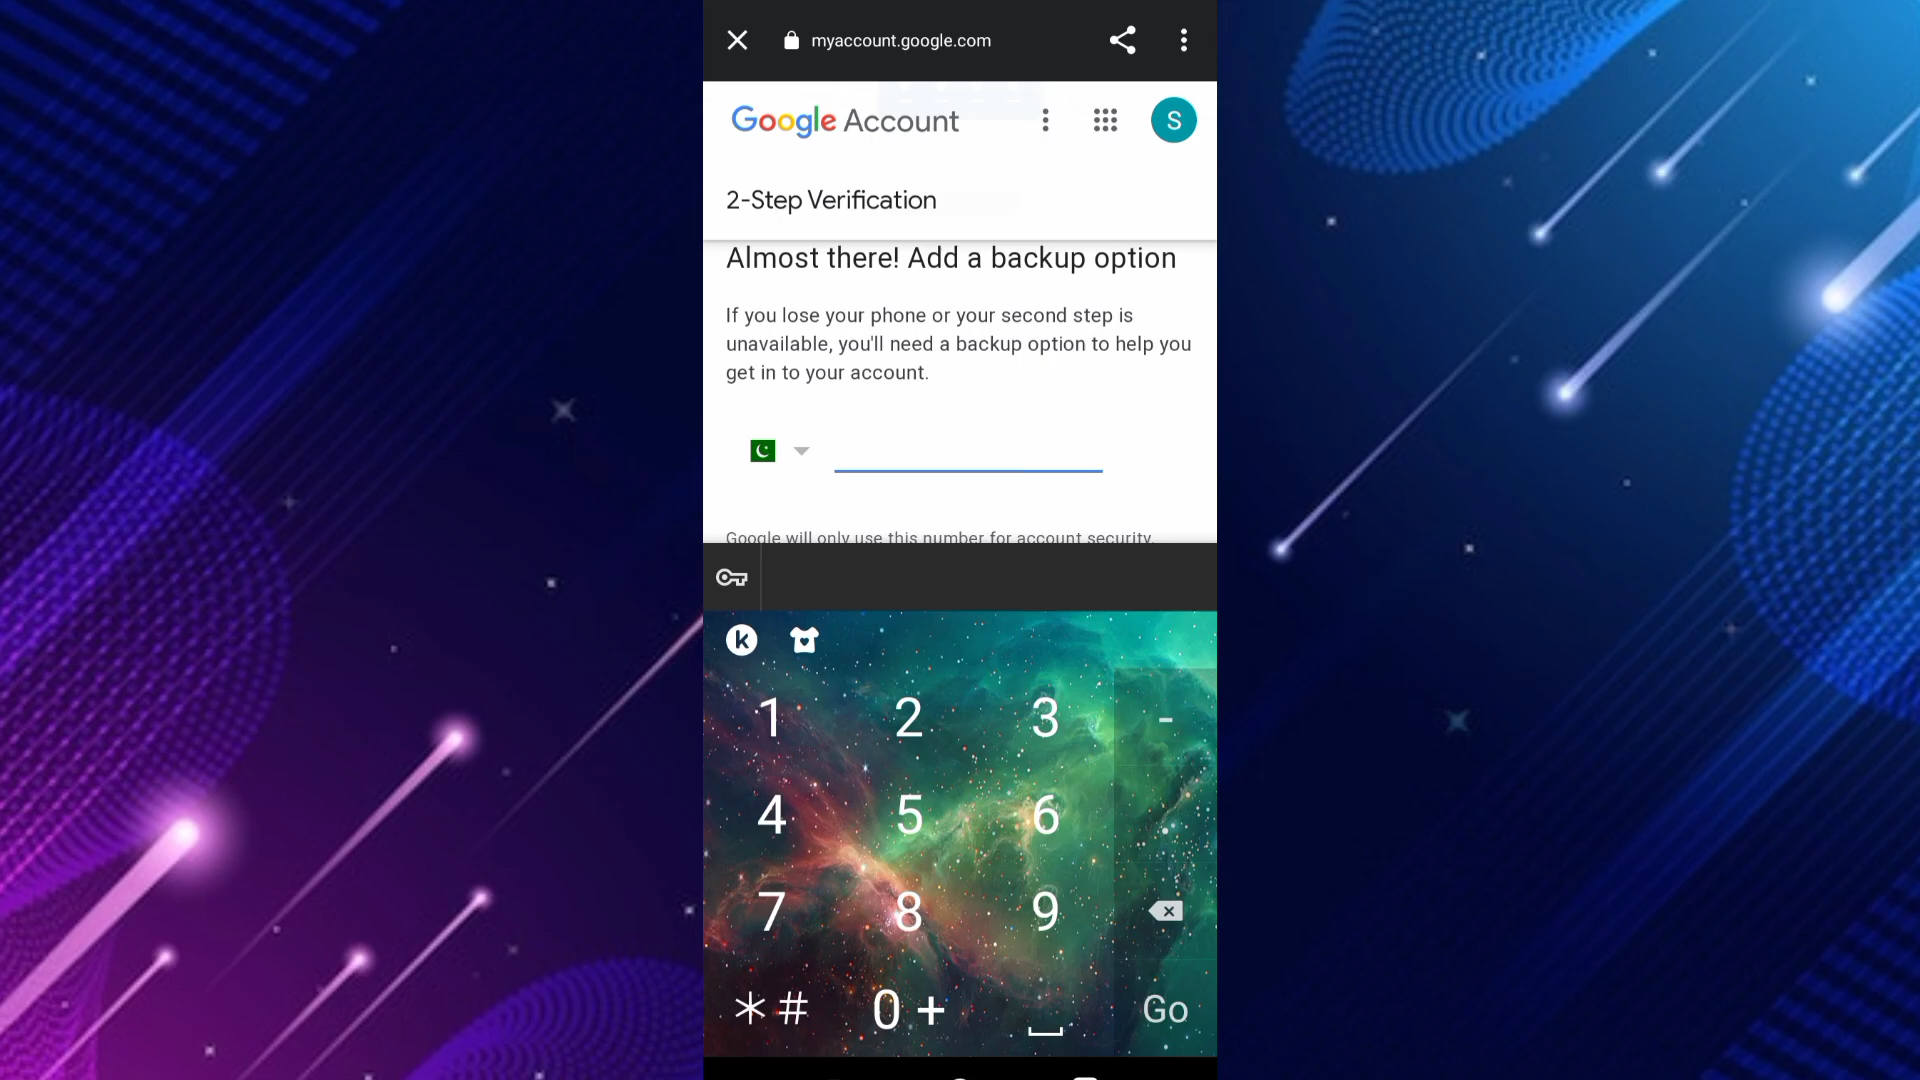 myaccount.google.com
Google Account
S
2-Step Verification
Almost there! Add a backup option
If you lose your phone or your second step is
unavailable, you'll need a backup option to help you
get in to your account.
Google will only use this number for account security.
k
1 2 3 -
4 5 6 .
7 8 9
*# 0+ Go